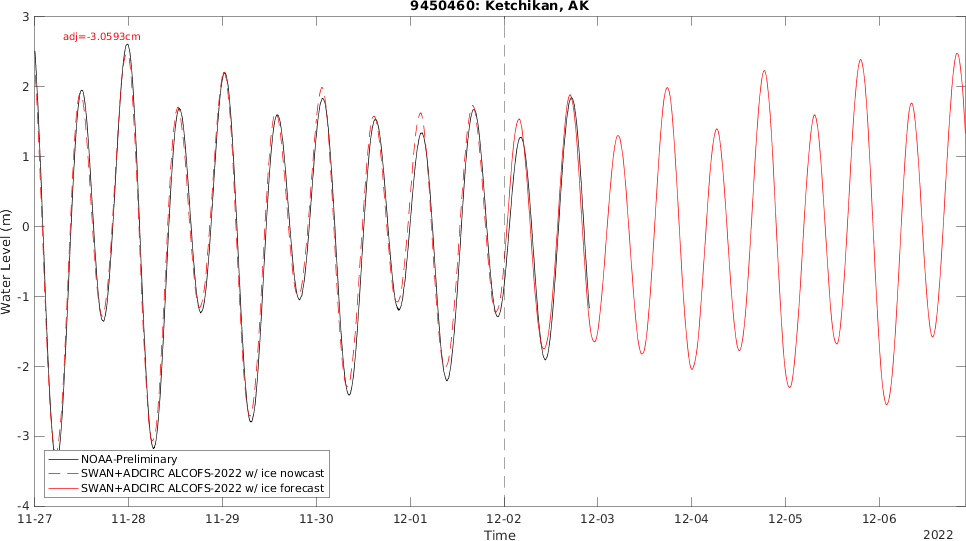 9450460: Ketchikan, AK
adj=-3.0593cm
3
2
1
0
-1
-2
-3
-4
Water Level (m)
NOAA-Preliminary
SWAN+ADCIRC ALCOFS-2022 w/ ice nowcast
SWAN+ADCIRC ALCOFS-2022 w/ ice forecast
11-27 11-28 11-29 11-30 12-01 12-02 12-03 12-04 12-05 12-06
Time
2022